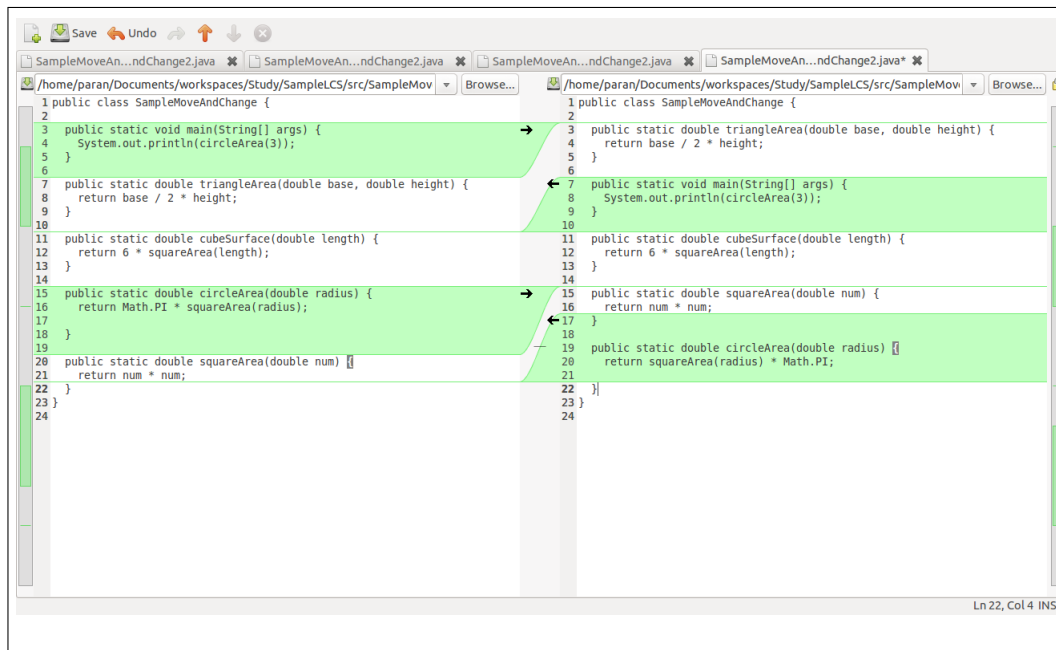 Save Undo
SampleMoveAn...ndChange2.java SampleMoveAn...ndChange2.java SampleMoveAn...ndChange2.java SampleMoveAn...ndChange2.java*
/home/paran/Documents/workspaces/Study/SampleLCS/src/SampleMov Browse...
1 public class SampleMoveAndChange {
2
3 public static void main(String[] args) {
4 System.out.println(circleArea(3));
5 }
6
7 public static double triangleArea(double base, double height) {
8 return base / 2 * height;
9 }
10
11 public static double cubeSurface(double length) {
12 return 6 * squareArea(length);
13 }
14
15 public static double circleArea(double radius) {
16 return Math.PI * squareArea(radius);
17
18 }
19
20 public static double squareArea(double num) {
21 return num * num;
22 }
23 }
24
/home/paran/Documents/workspaces/Study/SampleLCS/src/SampleMov Browse...
1 public class SampleMoveAndChange {
2
3 public static double triangleArea(double base, double height) {
4 return base / 2 * height;
5 }
6
7 public static void main(String[] args) {
8 System.out.println(circleArea(3));
9 }
10
11 public static double cubeSurface(double length) {
12 return 6 * squareArea(length);
13 }
14
15 public static double squareArea(double num) {
16 return num * num;
17 }
18
19 public static double circleArea(double radius) {
20 return squareArea(radius) * Math.PI;
21
22 }
23 }
24
Ln 22, Col 4 INS